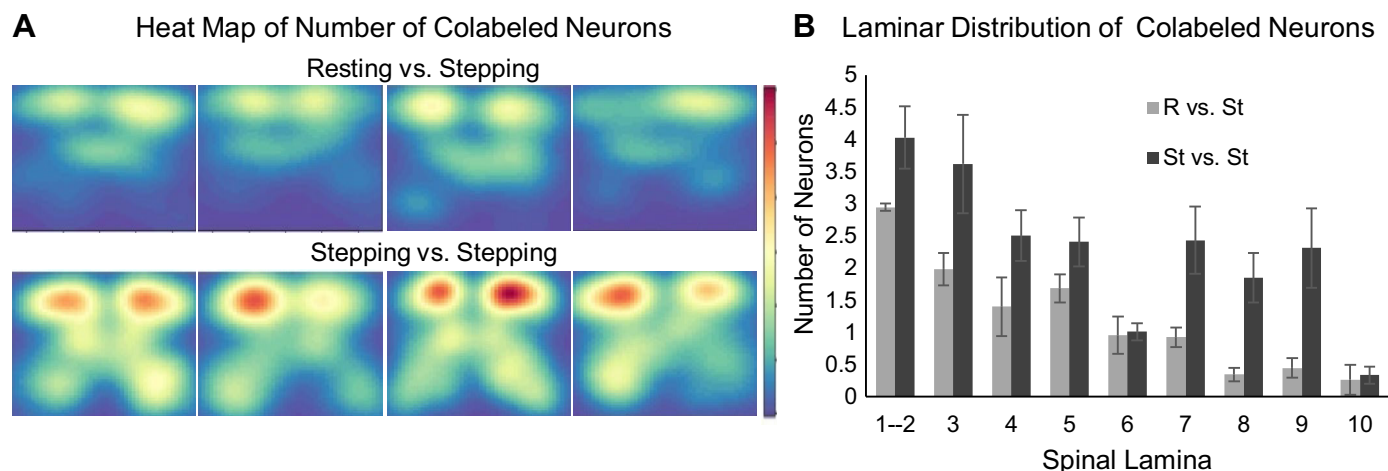 A Heat Map of Number of Colabeled Neurons
Resting vs. Stepping
Stepping vs. Stepping
B Laminar Distribution of Colabeled Neurons
Number of Neurons
5
4.5
4
3.5
3
2.5
2
1.5
1
0.5
0
R vs. St
St vs. St
1--2 3 4 5 6 7 8 9 10
Spinal Lamina